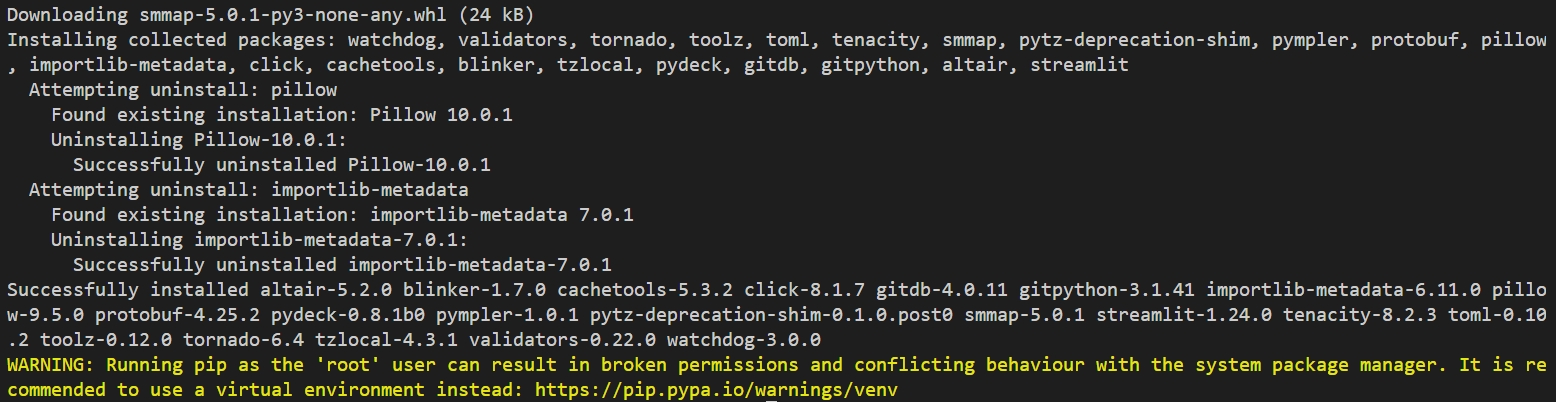 Downloading smmap-5.0.1-py3-none-any.whl (24 kB)
Installing collected packages: watchdog, validators, tornado, toolz, toml, tenacity, smmap, pytz-deprecation-shim, pympler, protobuf, pillow
, importlib-metadata, click, cachetools, blinker, tzlocal, pydeck, gitdb, gitpython, altair, streamlit
  Attempting uninstall: pillow
    Found existing installation: Pillow 10.0.1
    Uninstalling Pillow-10.0.1:
      Successfully uninstalled Pillow-10.0.1
  Attempting uninstall: importlib-metadata
    Found existing installation: importlib-metadata 7.0.1
    Uninstalling importlib-metadata-7.0.1:
      Successfully uninstalled importlib-metadata-7.0.1
Successfully installed altair-5.2.0 blinker-1.7.0 cachetools-5.3.2 click-8.1.7 gitdb-4.0.11 gitpython-3.1.41 importlib-metadata-6.11.0 pillo
w-9.5.0 protobuf-4.25.2 pydeck-0.8.1b0 pympler-1.0.1 pytz-deprecation-shim-0.1.0.post0 smmap-5.0.1 streamlit-1.24.0 tenacity-8.2.3 toml-0.10
.2 toolz-0.12.0 tornado-6.4 tzlocal-4.3.1 validators-0.22.0 watchdog-3.0.0
WARNING: Running pip as the 'root' user can result in broken permissions and conflicting behaviour with the system package manager. It is re
commended to use a virtual environment instead: https://pip.pypa.io/warnings/venv